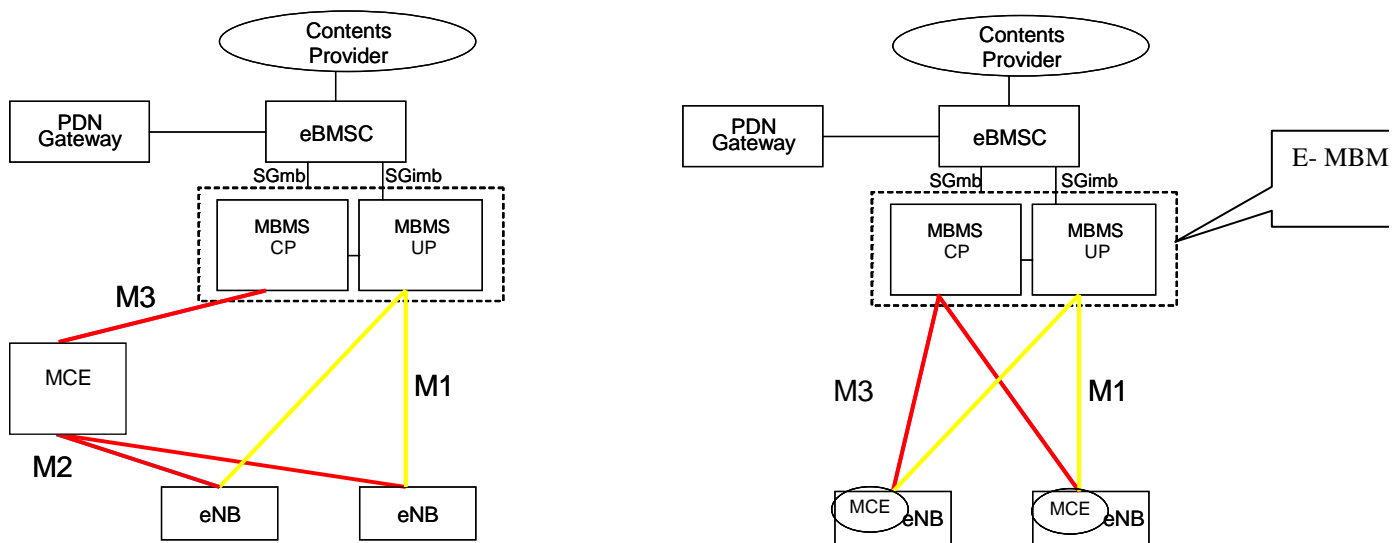 Contents
Provider
PDN
Gateway
eBMSC
SGmb
SGimb
MBMS
CP
MBMS
UP
M3
MCE
M1
M2
eNB
eNB
Contents
Provider
PDN
Gateway
eBMSC
E- MBM
SGmb
SGimb
MBMS
CP
MBMS
UP
M3
M1
MCE
eNB
MCE
eNB